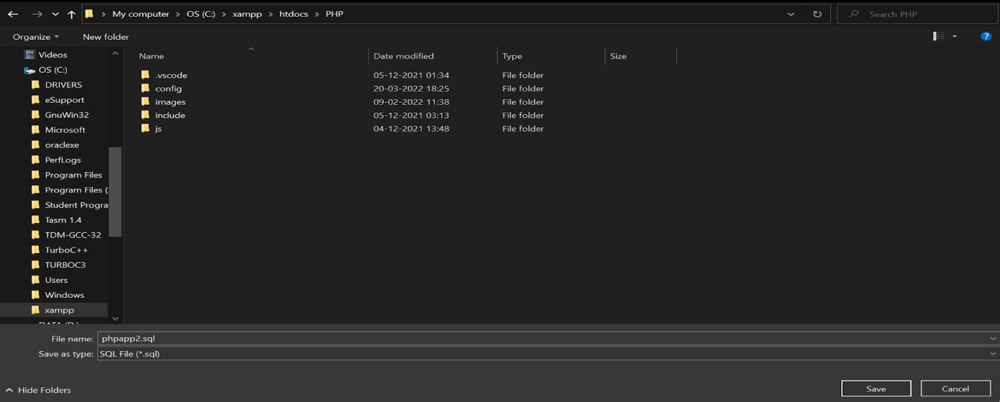 My computer > OS (C:) > xampp > htdocs > PHP
Search PHP
Organize
New folder
?
Videos
OS (C:)
DRIVERS
eSupport
GnuWin32
Microsoft
oraclexe
PerfLogs
Program Files
Program Files (
Student Progra
Tasm 1.4
TDM-GCC-32
TurboC++
TURBOC3
Users
Windows
xampp
DATA (D:)
Name Date modified Type Size
.vscode 05-12-2021 01:34 File folder
config 20-03-2022 18:25 File folder
images 09-02-2022 11:38 File folder
include 05-12-2021 03:13 File folder
js 04-12-2021 13:48 File folder
File name: phpapp2.sql
Save as type: SQL File (*.sql)
Hide Folders
Save
Cancel